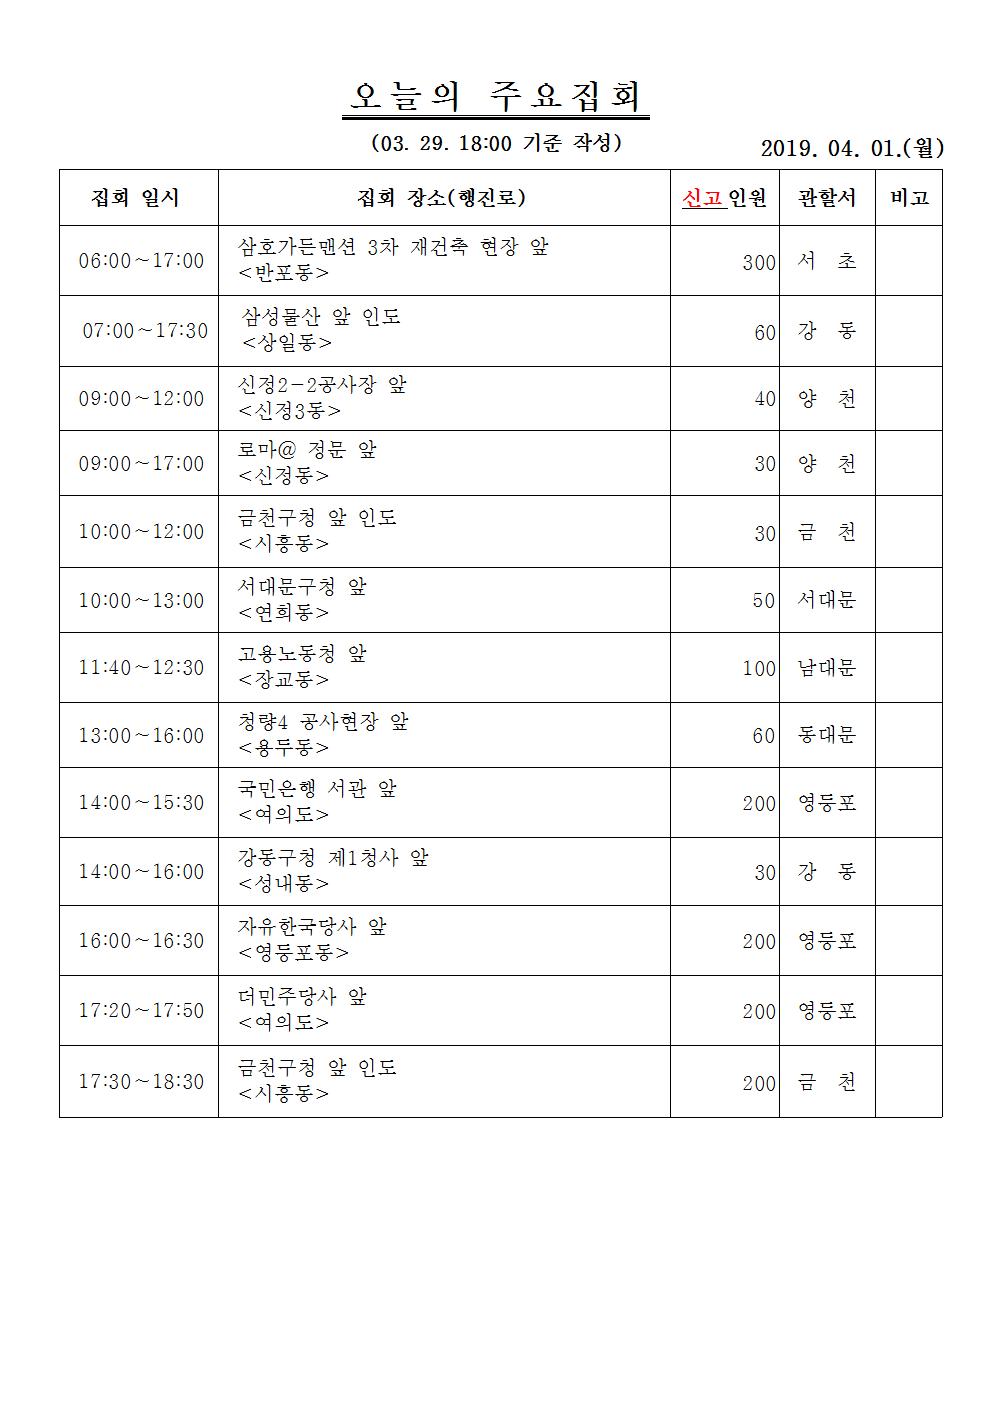 오늘의 주요집회
(03. 29. 18:00 기준 작성)
2019. 04. 01.(월)
집회 일시 집회 장소(행진로) 신고인원 관할서 비고
06:00~17:00 삼호가든맨션 3차 재건축 현장 앞 300 서 초
<반포동>
07:00~17:30 삼성물산 앞 인도 60 강 동
<상일동>
09:00~12:00 신정2-2공사장 앞 40 양 천
<신정3동>
09:00~17:00 로마@ 정문 앞 30 양 천
<신정동>
10:00~12:00 금천구청 앞 인도 30 금 천
<시흥동>
10:00~13:00 서대문구청 앞 50 서대문
<연희동>
11:40~12:30 고용노동청 앞 100 남대문
<장교동>
13:00~16:00 청량4 공사현장 앞 60 동대문
<용두동>
14:00~15:30 국민은행 서관 앞 200 영등포
<여의도>
14:00~16:00 강동구청 제1청사 앞 30 강 동
<성내동>
16:00~16:30 자유한국당사 앞 200 영등포
<영등포동>
17:20~17:50 더민주당사 앞 200 영등포
<여의도>
17:30~18:30 금천구청 앞 인도 200 금 천
<시흥동>